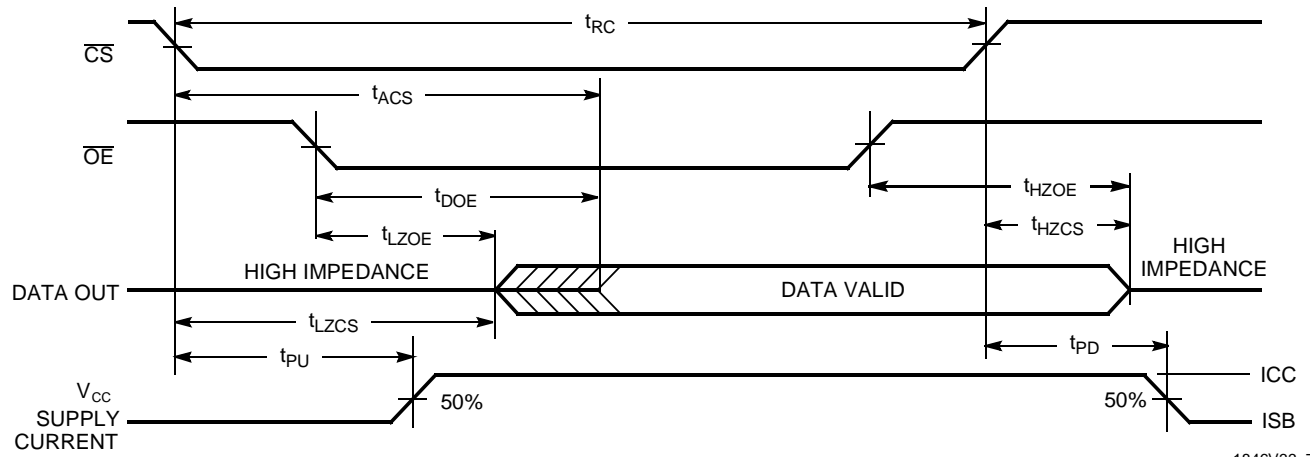 tRC
CS
tACS
OE
tDOE
tHZOE
tLZOE
tHZCS
HIGH IMPEDANCE
HIGH
IMPEDANCE
DATA OUT
DATA VALID
tLZCS
tPU
tPD
VCC
SUPPLY
CURRENT
50%
50%
ICC
ISB